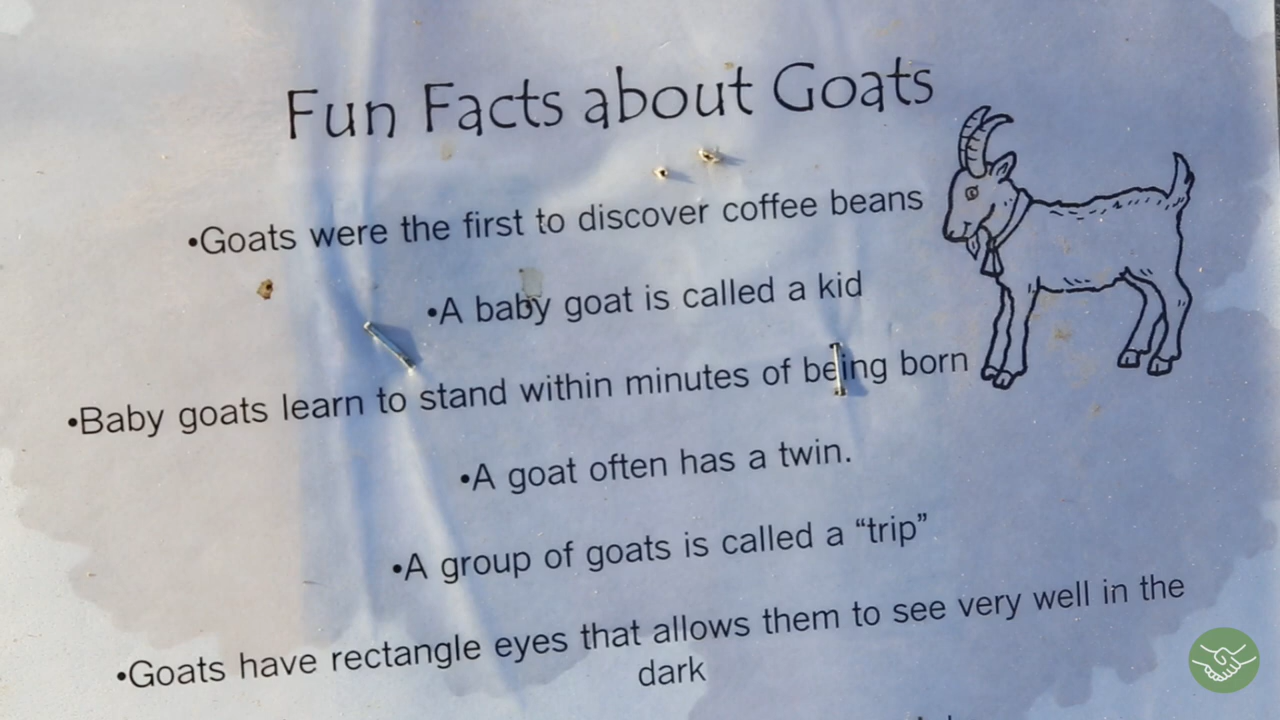 Fun Facts about Goats
•Goats were the first to discover coffee beans
•A baby goat is called a kid
•Baby goats learn to stand within minutes of being born
•A goat often has a twin.
•A group of goats is called a “trip”
•Goats have rectangle eyes that allows them to see very well in the
dark